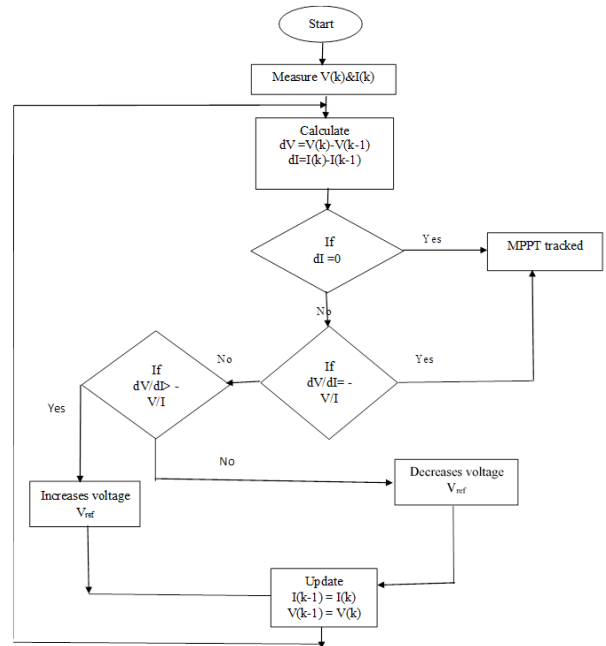 Start
Measure V(k)&I(k)
Calculate
dV =V(k)-V(k-1)
dI=I(k)-I(k-1)
If
dI =0
Yes
MPPT tracked
No
If
dV/dI= -
V/I
Yes
No
If
dV/dI> -
V/I
Yes
No
Increases voltage
Vref
Decreases voltage
Vref
Update
I(k-1) = I(k)
V(k-1) = V(k)